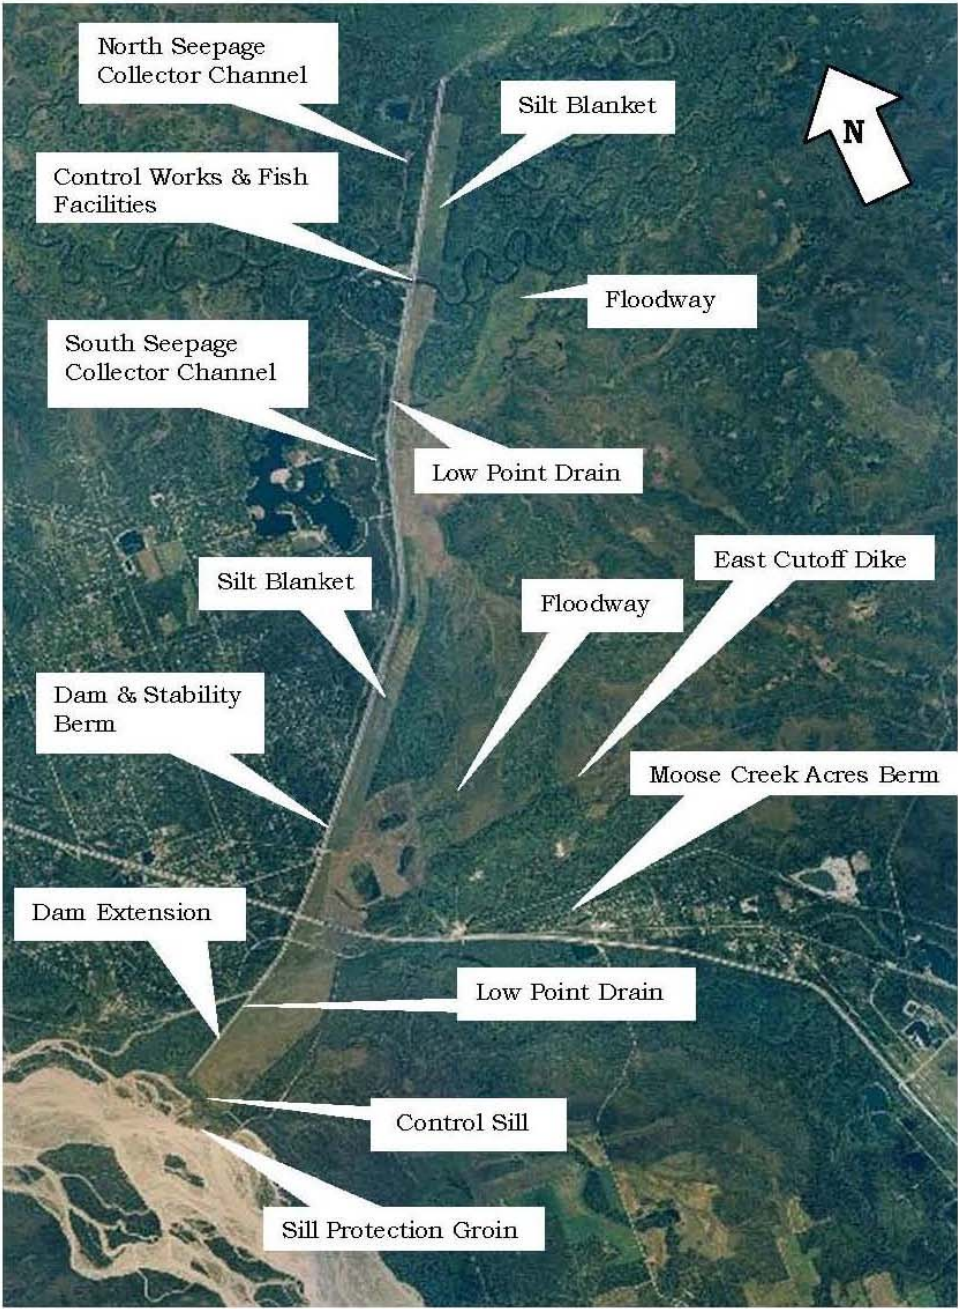 North Seepage
Collector Channel
Silt Blanket
N
Control Works & Fish
Facilities
Floodway
South Seepage
Collector Channel
Low Point Drain
East Cutoff Dike
Silt Blanket
Floodway
Dam & Stability
Berm
Moose Creek Acres Berm
Dam Extension
Low Point Drain
Control Sill
Sill Protection Groin